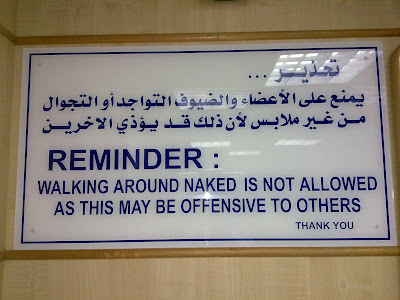 تحذير ...
يمنع على الأعضاء والضيوف التواجد أو التجوال
من غير ملابس لأن ذلك قد يؤذي الاخرين
REMINDER :
WALKING AROUND NAKED IS NOT ALLOWED
AS THIS MAY BE OFFENSIVE TO OTHERS
THANK YOU